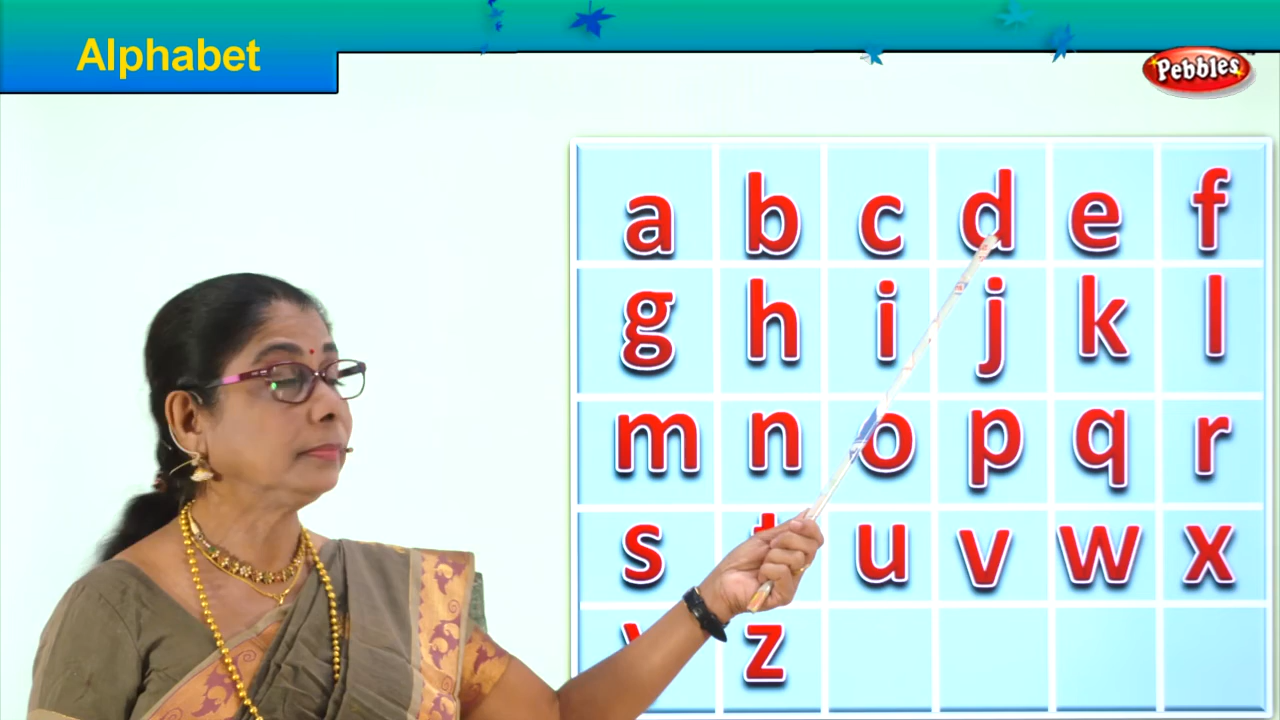 Alphabet
Pebbles
a b c d e f
g h i j k l
m n o p q r
s t u v w x
y z